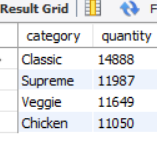 Result Grid
category quantity
Classic 14888
Supreme 11987
Veggie 11649
Chicken 11050